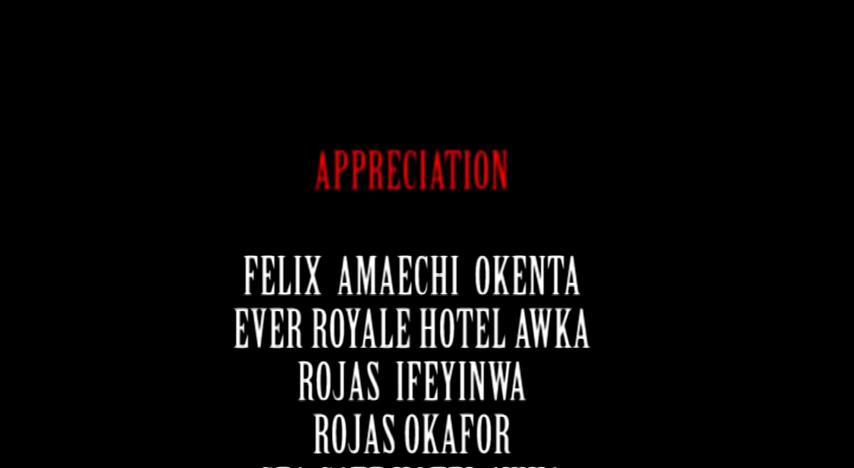 APPRECIATION
FELIX AMAECHI OKENTA
EVER ROYALE HOTEL AWKA
ROJAS IFEYINWA
ROJAS OKAFOR